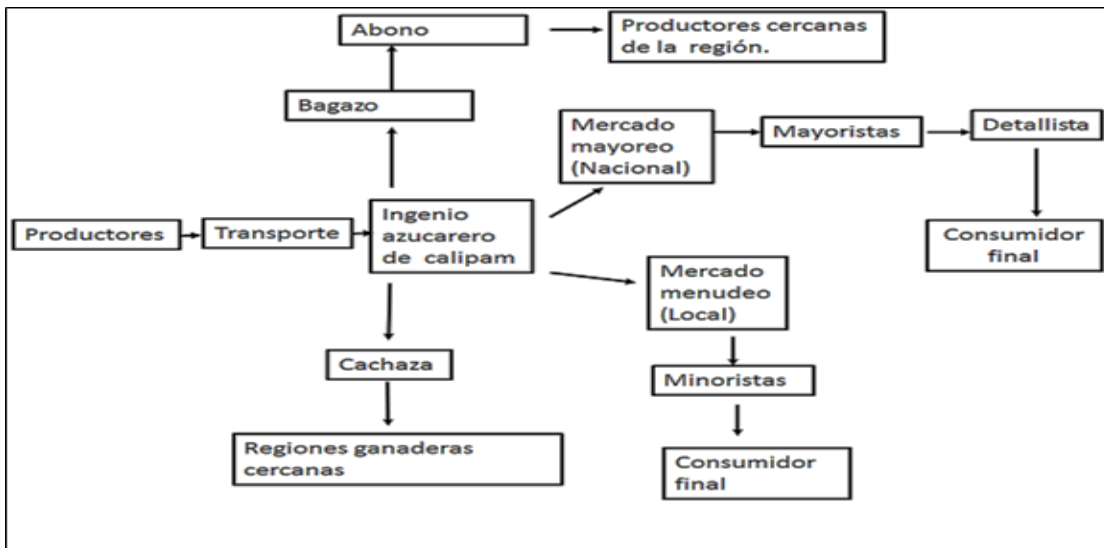 Abono
Productores cercanas
de la región.
Bagazo
Mercado
mayoreo
(Nacional)
Mayoristas
Detallista
Productores
Transporte
Ingenio
azucarero
de calipam
Consumidor
final
Mercado
menudeo
(Local)
Cachaza
Minoristas
Regiones ganaderas
cercanas
Consumidor
final